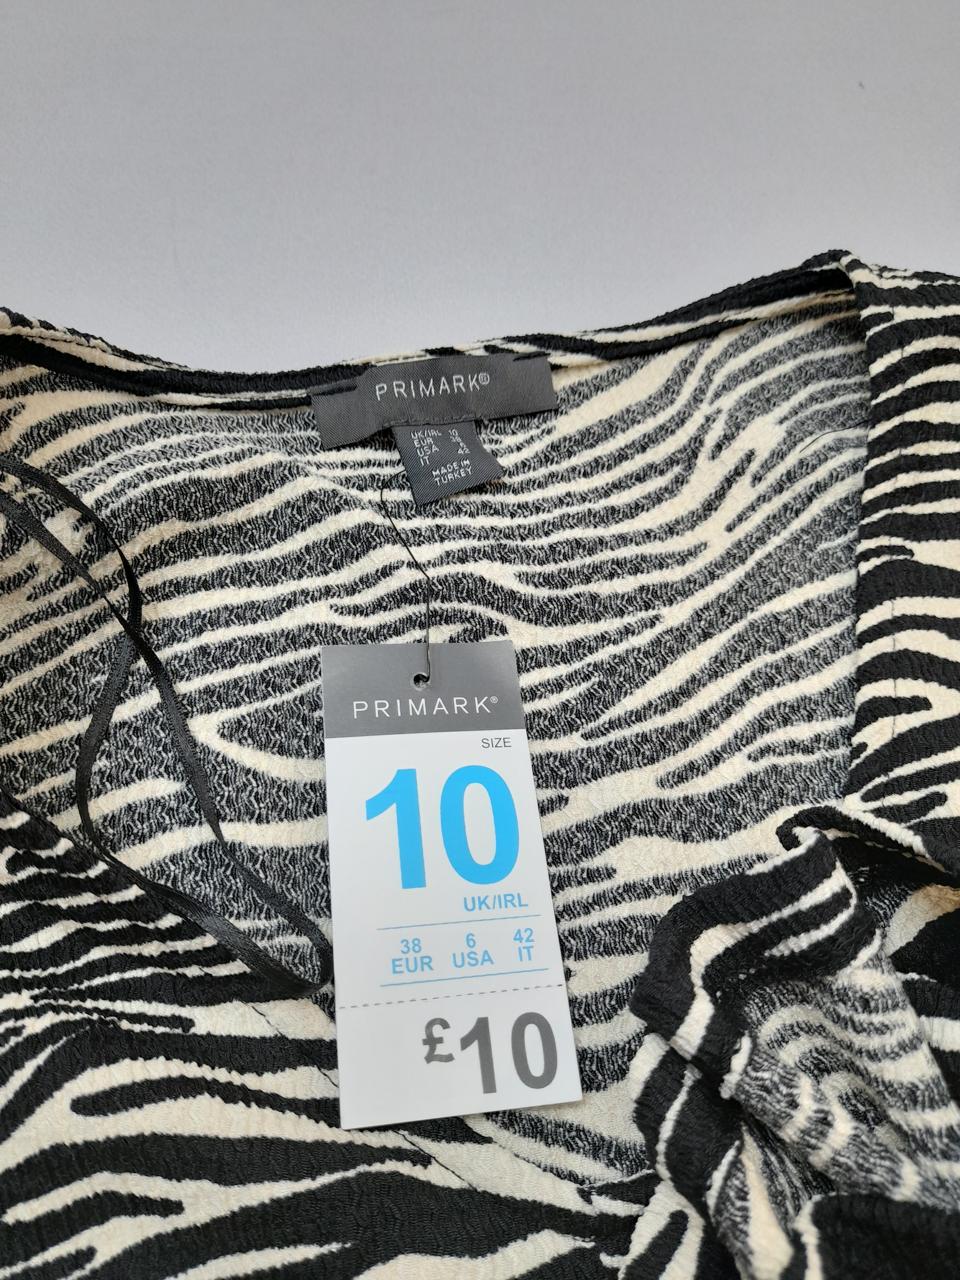 PRIMARK®
UK/IRL 10
EUR 38
USA 6
IT 42
MADE IN
TURKEY
PRIMARK®
SIZE
10
UK/IRL
38 6 42
EUR USA IT
£10